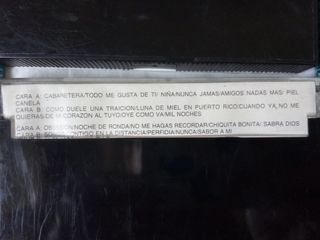 CARA A: CABARETERA/TODO ME GUSTA DE TI/ NIÑA/NUNCA JAMAS/AMIGOS NADAS MAS/ PIEL
CANELA
CARA B: COMO DUELE UNA TRAICION/LUNA DE MIEL EN PUERTO RICO/CUANDO YA NO ME
QUIERAS/DE CORAZON AL TUYO/OYE COMO VA/MIL NOCHES
CARA A: OBSESION/NOCHE DE RONDA/NO ME HAGAS RECORDAR/CHIQUITA BONITA/ SABRA DIOS
CARA B: CONTIGO EN LA DISTANCIA/PERFIDIA/NUNCA/SABOR A MI